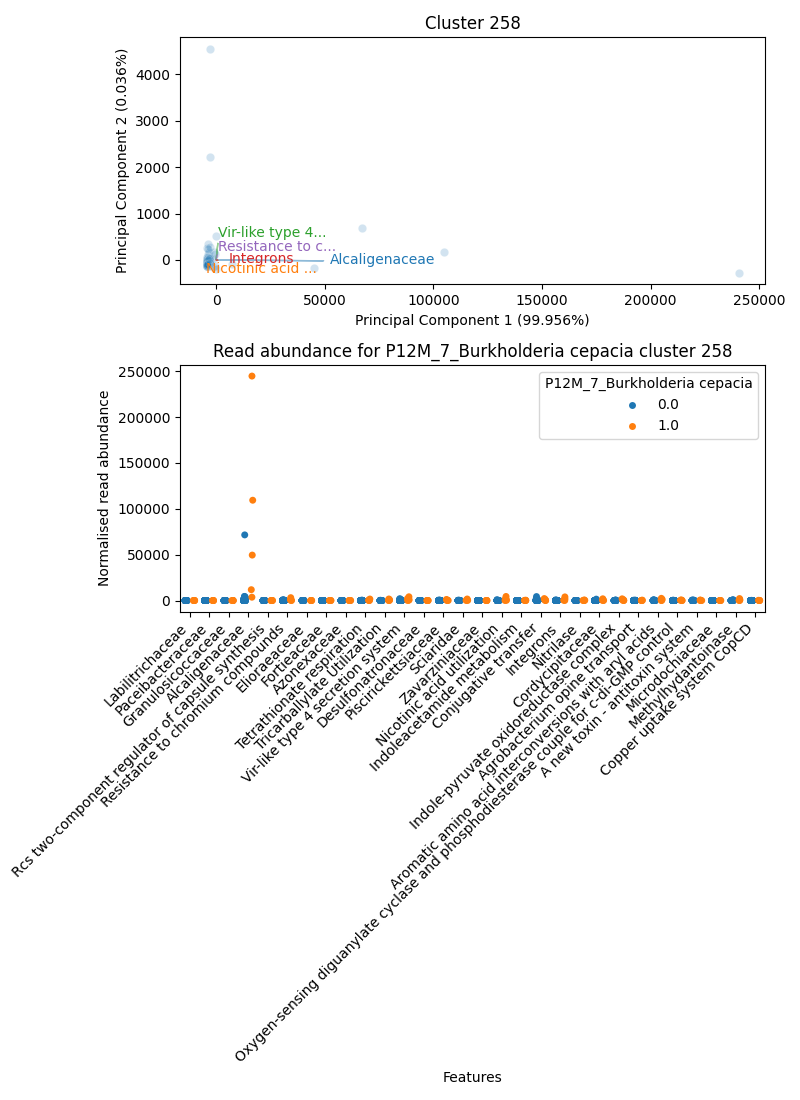 Cluster 258
Principal Component 2 (0.036%)
4000
3000
2000
1000
0
Vir-like type 4...
Resistance to c...
Integrons
Alcaligenaceae
Nicotinic acid ...
0
50000
100000
150000
200000
250000
Principal Component 1 (99.956%)
Read abundance for P12M_7_Burkholderia cepacia cluster 258
Normalised read abundance
250000
200000
150000
100000
50000
0
P12M_7_Burkholderia cepacia
0.0
1.0
Labilitrichaceae
Paceibacteraceae
Granulosicoccaceae
Alcaligenaceae
Rcs two-component regulator of capsule synthesis
Resistance to chromium compounds
Elioraeaceae
Fortieaceae
Azonexaceae
Tetrathionate respiration
Tricarballylate Utilization
Vir-like type 4 secretion system
Desulfonatronaceae
Piscirickettsiaceae
Sciaridae
Zavarziniaceae
Nicotinic acid utilization
Indoleacetamide metabolism
Conjugative transfer
Integrons
Nitrilase
Cordycipitaceae
Indole-pyruvate oxidoreductase complex
Agrobacterium opine transport
Aromatic amino acid interconversions with aryl acids
Oxygen-sensing diguanylate cyclase and phosphodiesterase couple for c-di-GMP control
A new toxin - antitoxin system
Microdochiaceae
Methylhydantoinase
Copper uptake system CopCD
Features